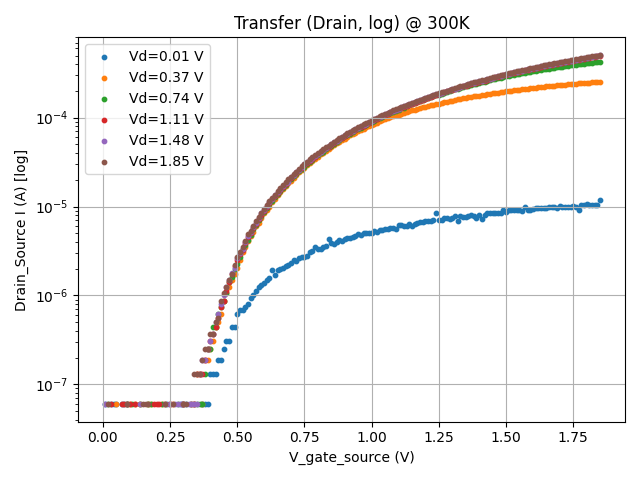 Transfer (Drain, log) @ 300K
Drain_Source I (A) [log]
Vd=0.01 V
Vd=0.37 V
Vd=0.74 V
Vd=1.11 V
Vd=1.48 V
Vd=1.85 V
10⁻⁴
10⁻⁵
10⁻⁶
10⁻⁷
0.00 0.25 0.50 0.75 1.00 1.25 1.50 1.75
V_gate_source (V)